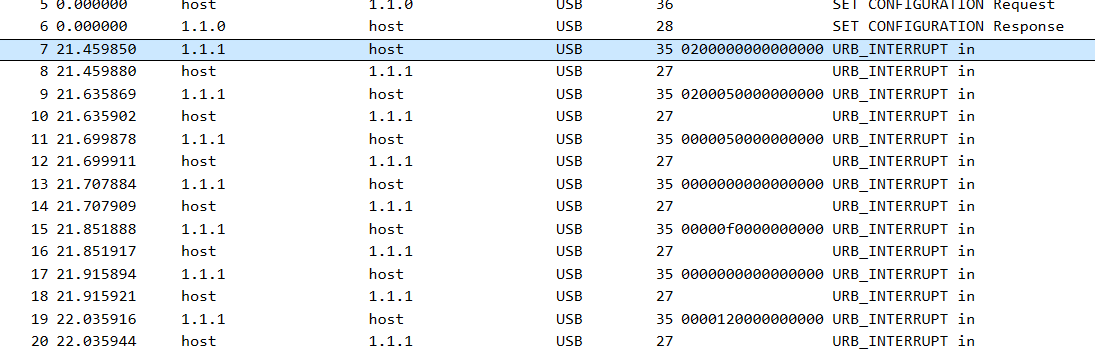 5 0.000000 host 1.1.0 USB 36 SET CONFIGURATION Request
6 0.000000 1.1.0 host USB 28 SET CONFIGURATION Response
7 21.459850 1.1.1 host USB 35 0200000000000000 URB_INTERRUPT in
8 21.459880 host 1.1.1 USB 27 URB_INTERRUPT in
9 21.635869 1.1.1 host USB 35 0200050000000000 URB_INTERRUPT in
10 21.635902 host 1.1.1 USB 27 URB_INTERRUPT in
11 21.699878 1.1.1 host USB 35 0000050000000000 URB_INTERRUPT in
12 21.699911 host 1.1.1 USB 27 URB_INTERRUPT in
13 21.707884 1.1.1 host USB 35 0000000000000000 URB_INTERRUPT in
14 21.707909 host 1.1.1 USB 27 URB_INTERRUPT in
15 21.851888 1.1.1 host USB 35 00000f0000000000 URB_INTERRUPT in
16 21.851917 host 1.1.1 USB 27 URB_INTERRUPT in
17 21.915894 1.1.1 host USB 35 0000000000000000 URB_INTERRUPT in
18 21.915921 host 1.1.1 USB 27 URB_INTERRUPT in
19 22.035916 1.1.1 host USB 35 0000120000000000 URB_INTERRUPT in
20 22.035944 host 1.1.1 USB 27 URB_INTERRUPT in